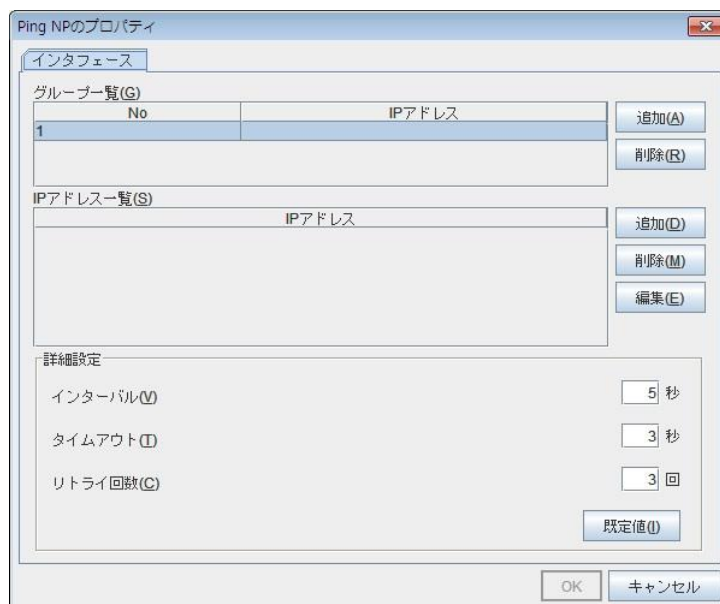 Ping NPのプロパティ
インタフェース
グループ一覧(G)
No IPアドレス
1
追加(A)
削除(R)
IPアドレス一覧(S)
IPアドレス
追加(D)
削除(M)
編集(E)
詳細設定
インターバル(V) 5 秒
タイムアウト(T) 3 秒
リトライ回数(C) 3 回
既定値(I)
OK キャンセル